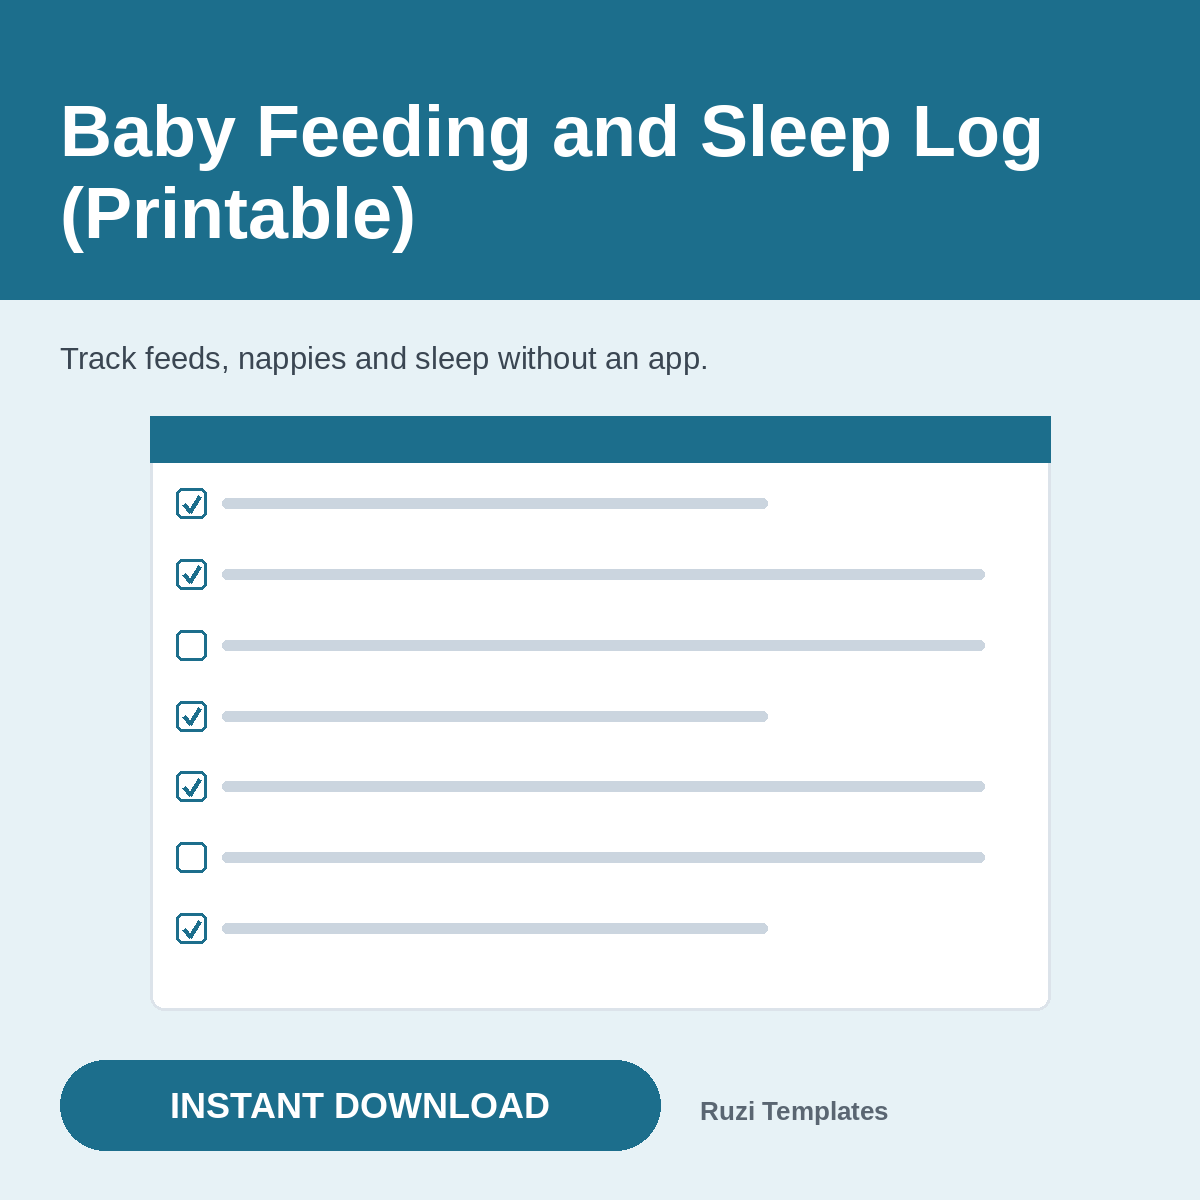 Baby Feeding and Sleep Log
(Printable)
Track feeds, nappies and sleep without an app.
INSTANT DOWNLOAD
Ruzi Templates